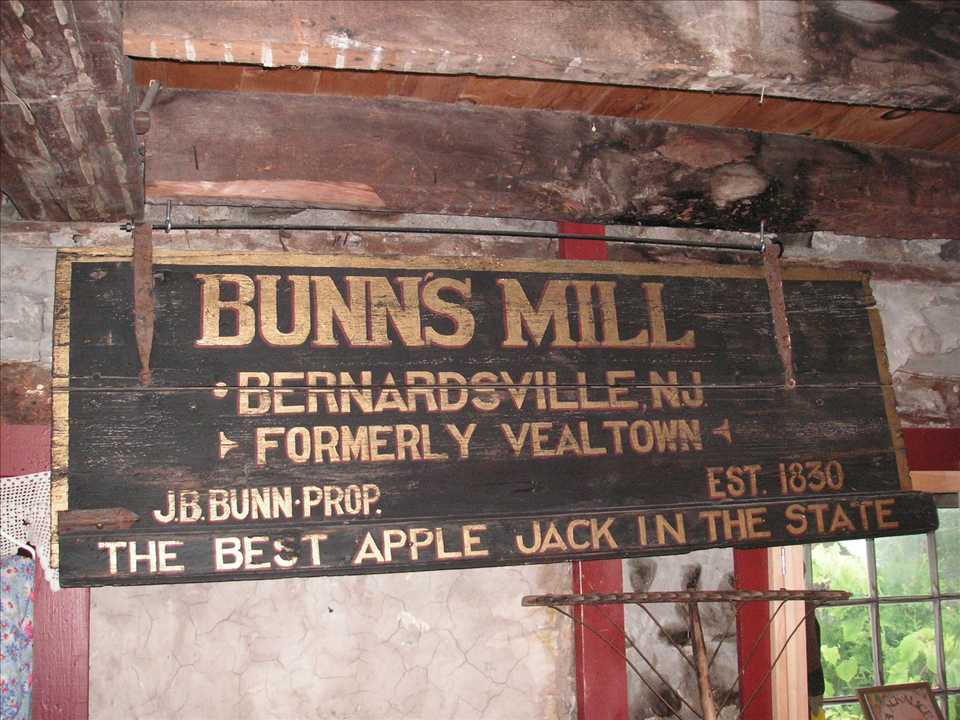 BUNN'S MILL
BERNARDSVILLE, N.J.
FORMERLY VEALTOWN
J.B. BUNN · PROP.
EST. 1830
THE BEST APPLE JACK IN THE STATE